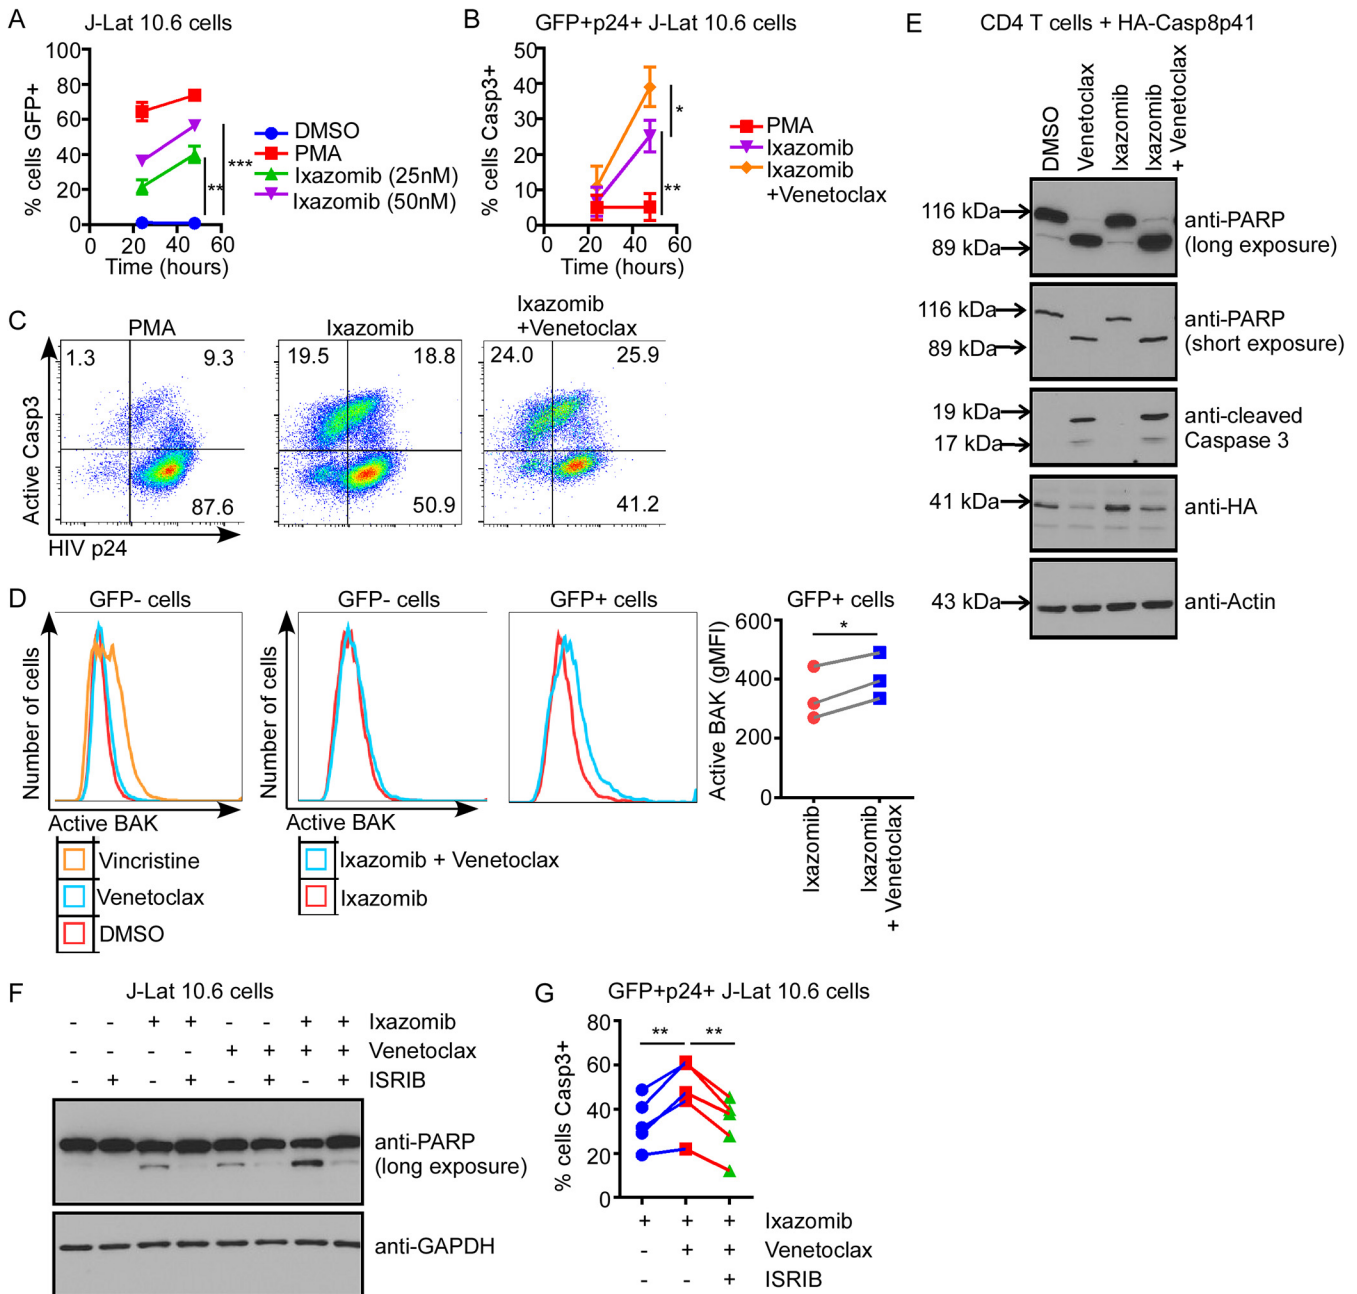 A
J-Lat 10.6 cells
% cells GFP+
100
80
60
40
20
0
0 20 40 60
Time (hours)
***
**
DMSO
PMA
Ixazomib (25nM)
Ixazomib (50nM)
B
GFP+p24+ J-Lat 10.6 cells
% cells Casp3+
50
40
30
20
10
0
0 20 40 60
Time (hours)
*
**
PMA
Ixazomib
Ixazomib
+Venetoclax
C
PMA
Ixazomib
Ixazomib
+Venetoclax
Active Casp3
1.3 9.3
87.6
19.5 18.8
50.9
24.0 25.9
41.2
HIV p24
D
GFP- cells
GFP- cells
GFP+ cells
GFP+ cells
Number of cells
Number of cells
Active BAK
Active BAK
Vincristine
Venetoclax
DMSO
Ixazomib + Venetoclax
Ixazomib
Active BAK (gMFI)
600
400
200
0
*
Ixazomib
Ixazomib
+ Venetoclax
E
CD4 T cells + HA-Casp8p41
DMSO
Venetoclax
Ixazomib
Ixazomib
+ Venetoclax
116 kDa
89 kDa
anti-PARP
(long exposure)
116 kDa
89 kDa
anti-PARP
(short exposure)
19 kDa
17 kDa
anti-cleaved
Caspase 3
41 kDa
anti-HA
43 kDa
anti-Actin
F
J-Lat 10.6 cells
- - + + - - + + Ixazomib
- - - - + + + + Venetoclax
- + - + - + - + ISRIB
anti-PARP
(long exposure)
anti-GAPDH
G
GFP+p24+ J-Lat 10.6 cells
% cells Casp3+
80
60
40
20
0
** **
+ + + Ixazomib
- + + Venetoclax
- - + ISRIB